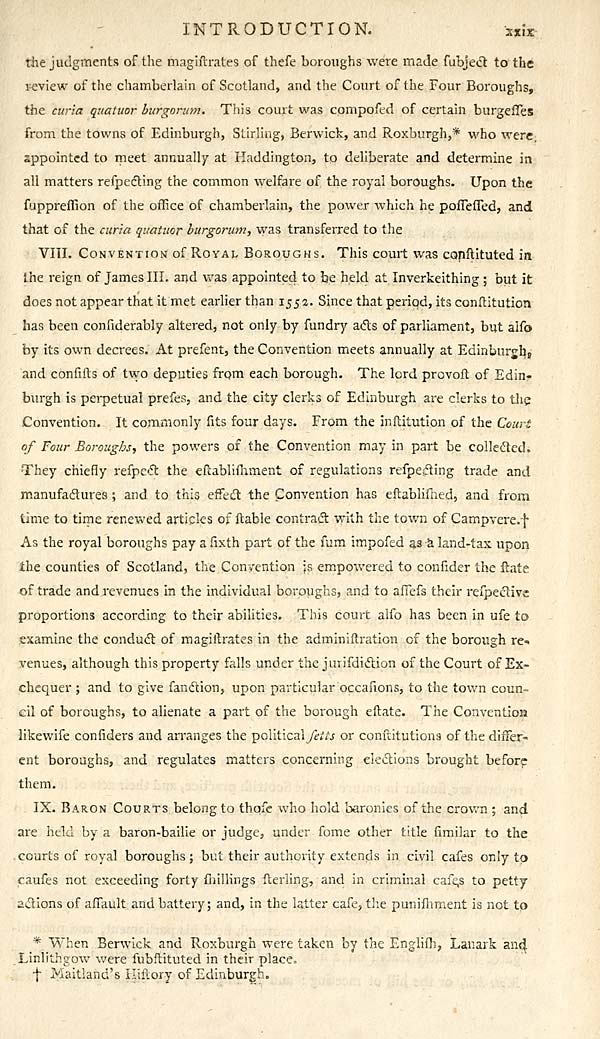 INTRODUCTION. xxix
the judgments of the magiſtrates of theſe boroughs were made ſubject to the
review of the chamberlain of Scotland, and the Court of the Four Boroughs,
the curia quatuor burgorum. This court was compoſed of certain burgeſſes
from the towns of Edinburgh, Stirling, Berwick, and Roxburgh,* who were
appointed to meet annually at Haddington, to deliberate and determine in
all matters reſpecting the common welfare of the royal boroughs. Upon the
ſuppreſſion of the office of chamberlain, the power which he poſſeſſed, and
that of the curia quatuor burgorum, was transferred to the
VIII. CONVENTION of ROYAL BOROUGHS. This court was conſtituted in
the reign of James III. and was appointed to be held at Inverkeithing; but it
does not appear that it met earlier than 1552. Since that period, its conſtitution
has been conſiderably altered, not only by ſundry acts of parliament, but alſo
by its own decrees. At preſent, the Convention meets annually at Edinburgh,
and conſiſts of two deputies from each borough. The lord provoſt of Edin-
burgh is perpetual preſes, and the city clerks of Edinburgh are clerks to the
Convention. It commonly ſits four days. From the inſtitution of the Court
of Four Boroughs, the powers of the Convention may in part be collected.
They chiefly reſpect the eſtabliſhment of regulations reſpecting trade and
manufactures; and to this effect the Convention has eſtabliſhed, and from
time to time renewed articles of ſtable contract with the town of Campvere.†
As the royal boroughs pay a ſixth part of the ſum impoſed as a land-tax upon
the counties of Scotland, the Convention is empowered to conſider the ſtate
of trade and revenues in the individual boroughs, and to aſſeſs their reſpective
proportions according to their abilities. This court alſo has been in uſe to
examine the conduct of magiſtrates in the adminiſtration of the borough re-
venues, although this property falls under the juriſdiction of the Court of Ex-
chequer; and to give ſanction, upon particular occaſions, to the town coun-
cil of boroughs, to alienate a part of the borough eſtate. The Convention
likewiſe conſiders and arranges the political ſetts or conſtitutions of the differ-
ent boroughs, and regulates matters concerning elections brought before
them.
IX. BARON COURTS belong to thoſe who hold baronies of the crown; and
are held by a baron-bailie or judge, under ſome other title ſimilar to the
courts of royal boroughs; but their authority extends in civil caſes only to
cauſes not exceeding forty ſhillings ſterling, and in criminal caſes to petty
actions of aſſault and battery; and, in the latter caſe, the puniſhment is not to
* When Berwick and Roxburgh were taken by the Engliſh, Lanark and
Linlithgow were ſubſtituted in their place.
† Maitland's Hiſtory of Edinburgh.